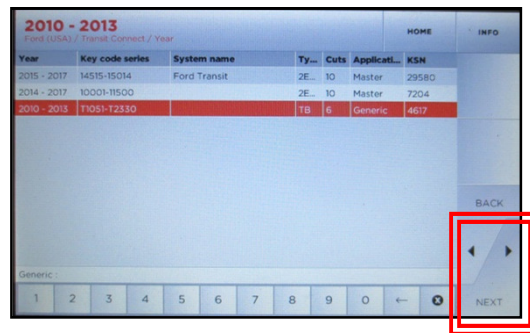 2010 - 2013
Ford (USA) / Transit Connect / Year
HOME
INFO
Year Key code series System name Ty... Cuts Applicati... KSN
2015 - 2017 14515-15014 Ford Transit 2E... 10 Master 29580
2014 - 2017 10001-11500 2E... 10 Master 7204
2010 - 2013 T1051-T2330 TB 6 Generic 4617
BACK
Generic :
1 2 3 4 5 6 7 8 9 0 ←
NEXT